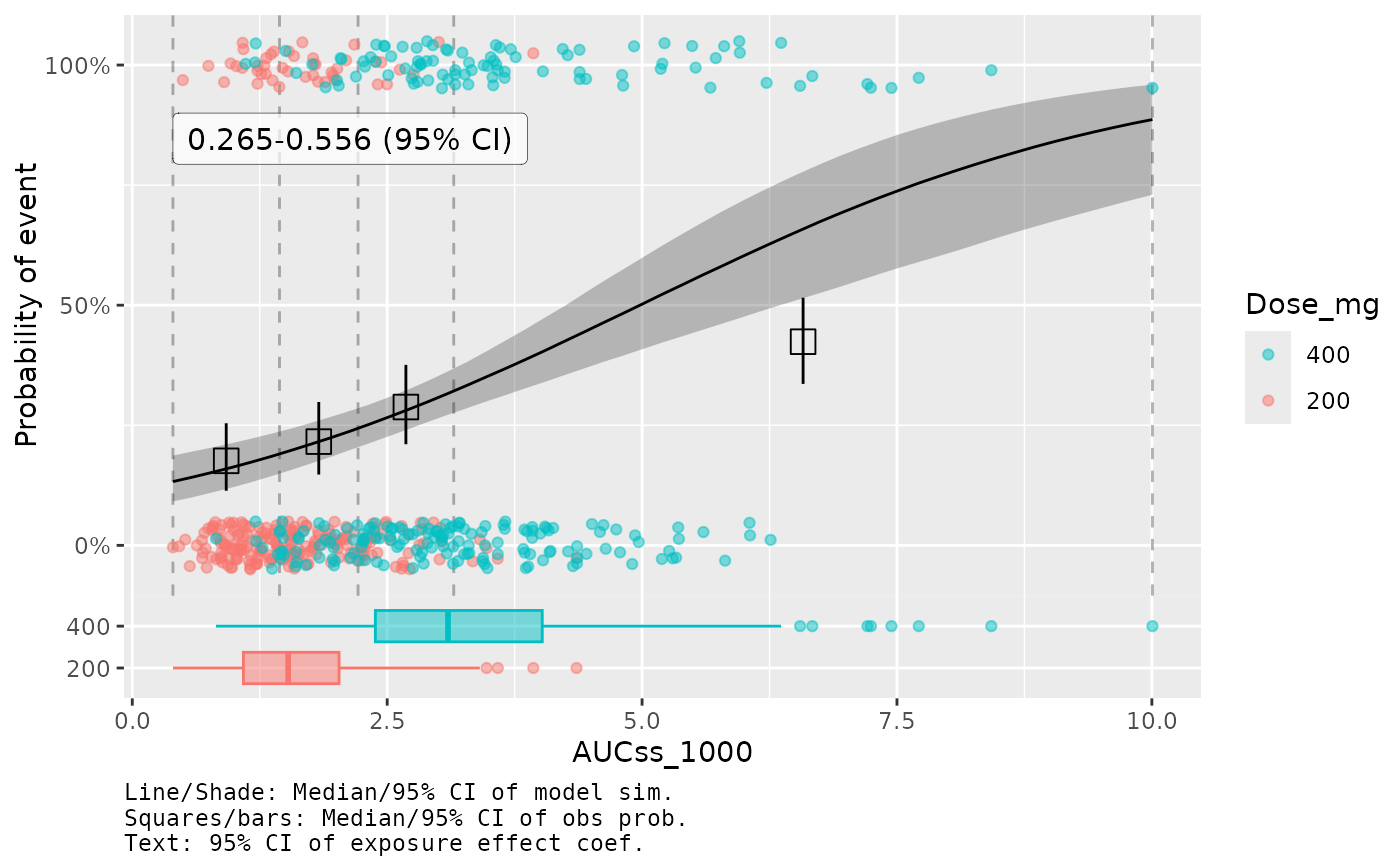 100%
50%
0%
400
200
Probability of event
0.265-0.556 (95% CI)
0.0
2.5
5.0
7.5
10.0
AUCss_1000
Dose_mg
400
200
Line/Shade: Median/95% CI of model sim.
Squares/bars: Median/95% CI of obs prob.
Text: 95% CI of exposure effect coef.